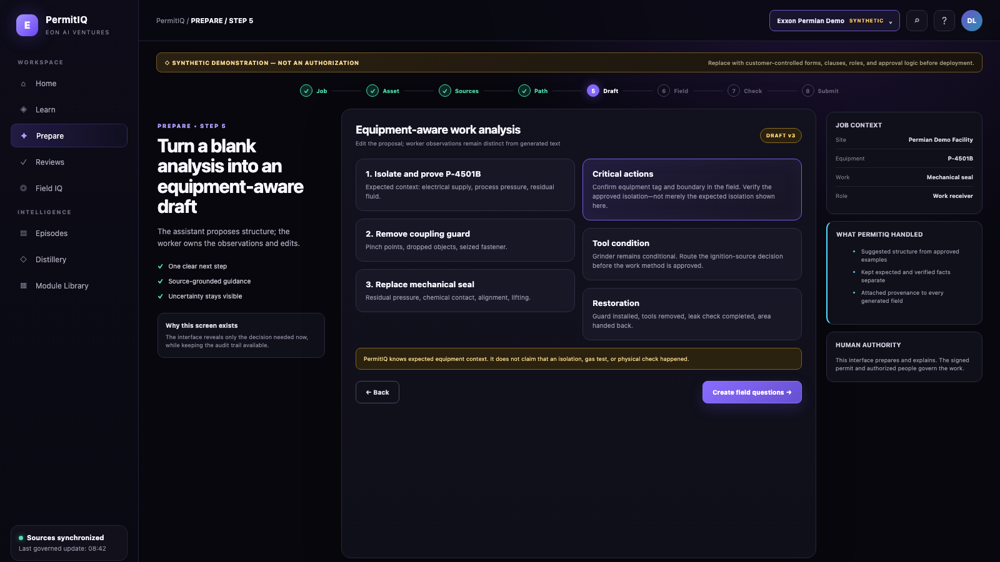 E
PermitIQ
EON AI VENTURES
WORKSPACE
Home
Learn
Prepare
Reviews
Field IQ
INTELLIGENCE
Episodes
Distillery
Module Library
Sources synchronized
Last governed update: 08:42
PermitIQ / PREPARE / STEP 5
Exxon Permian Demo SYNTHETIC
?
DL
SYNTHETIC DEMONSTRATION — NOT AN AUTHORIZATION
Replace with customer-controlled forms, clauses, roles, and approval logic before deployment.
Job
Asset
Sources
Path
5 Draft
6 Field
7 Check
8 Submit
PREPARE • STEP 5
Turn a blank
analysis into an
equipment-aware
draft
The assistant proposes structure; the
worker owns the observations and edits.
One clear next step
Source-grounded guidance
Uncertainty stays visible
Why this screen exists
The interface reveals only the decision needed now,
while keeping the audit trail available.
Equipment-aware work analysis
Edit the proposal; worker observations remain distinct from generated text
DRAFT v3
1. Isolate and prove P-4501B
Expected context: electrical supply, process pressure, residual
fluid.
2. Remove coupling guard
Pinch points, dropped objects, seized fastener.
3. Replace mechanical seal
Residual pressure, chemical contact, alignment, lifting.
Critical actions
Confirm equipment tag and boundary in the field. Verify the
approved isolation—not merely the expected isolation shown
here.
Tool condition
Grinder remains conditional. Route the ignition-source decision
before the work method is approved.
Restoration
Guard installed, tools removed, leak check completed, area
handed back.
PermitIQ knows expected equipment context. It does not claim that an isolation, gas test, or physical check happened.
← Back
Create field questions →
JOB CONTEXT
Site Permian Demo Facility
Equipment P-4501B
Work Mechanical seal
Role Work receiver
WHAT PERMITIQ HANDLED
• Suggested structure from approved
examples
• Kept expected and verified facts
separate
• Attached provenance to every
generated field
HUMAN AUTHORITY
This interface prepares and explains. The signed
permit and authorized people govern the work.